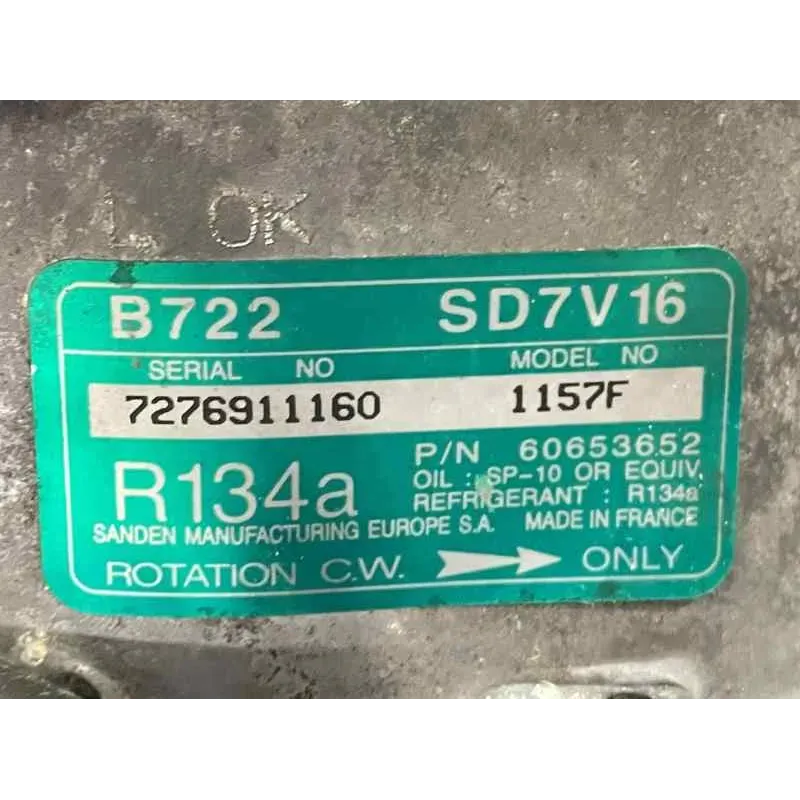 L OK
B722 SD7V16
SERIAL NO MODEL NO
7276911160 1157F
P/N 60653652
OIL : SP-10 OR EQUIV.
R134a REFRIGERANT : R134a
SANDEN MANUFACTURING EUROPE S.A. MADE IN FRANCE
ROTATION C.W. ONLY